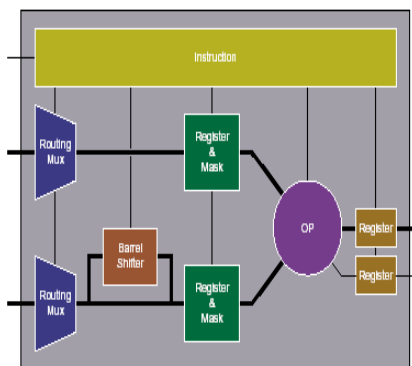 Instruction
Routing
Mux
Register
&
Mask
OP
Register
Barrel
Shifter
Register
Routing
Mux
Register
&
Mask